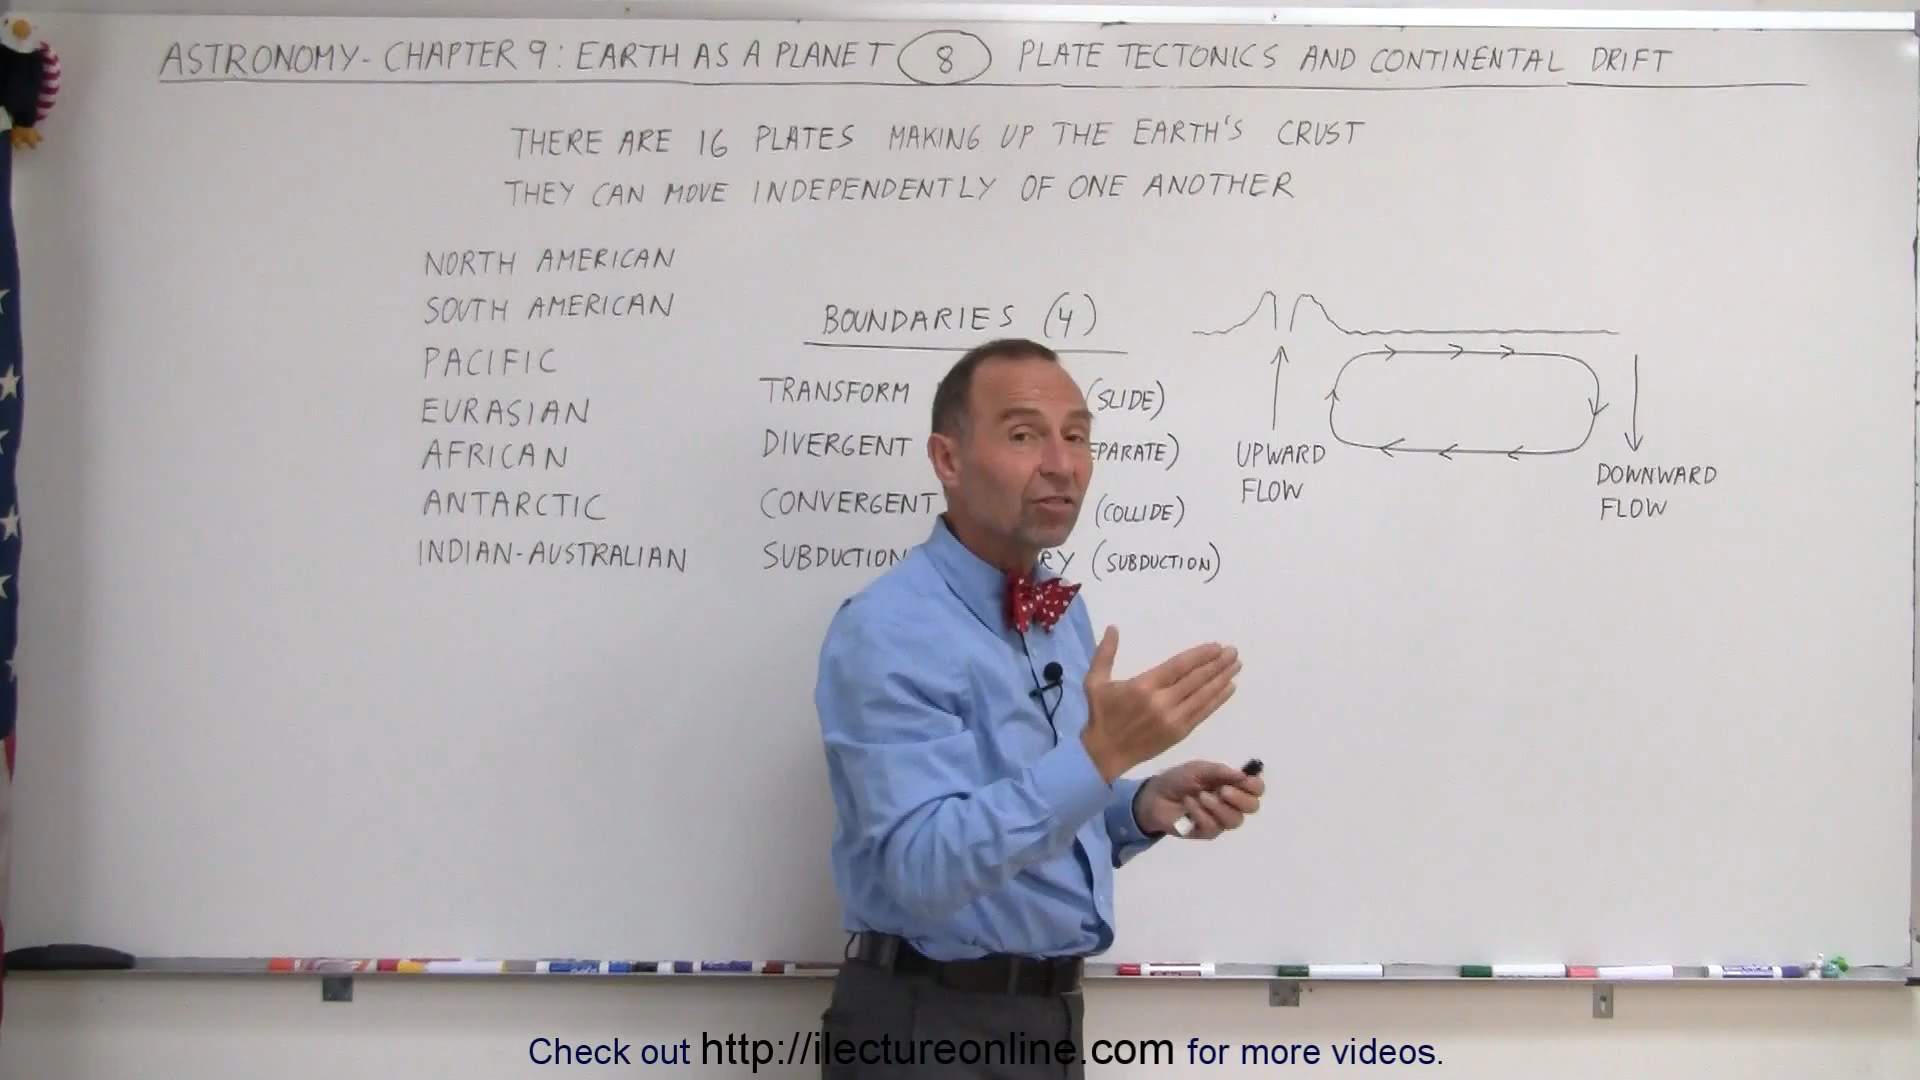 ASTRONOMY - CHAPTER 9 : EARTH AS A PLANET 8 PLATE TECTONICS AND CONTINENTAL DRIFT
THERE ARE 16 PLATES MAKING UP THE EARTH'S CRUST
THEY CAN MOVE INDEPENDENTLY OF ONE ANOTHER
NORTH AMERICAN
SOUTH AMERICAN
PACIFIC
EURASIAN
AFRICAN
ANTARCTIC
INDIAN-AUSTRALIAN
BOUNDARIES (4)
TRANSFORM (SLIDE)
DIVERGENT EPARATE)
CONVERGENT (COLLIDE)
SUBDUCTION RY (SUBDUCTION)
UPWARD
FLOW
DOWNWARD
FLOW
Check out http://ilectureonline.com for more videos.